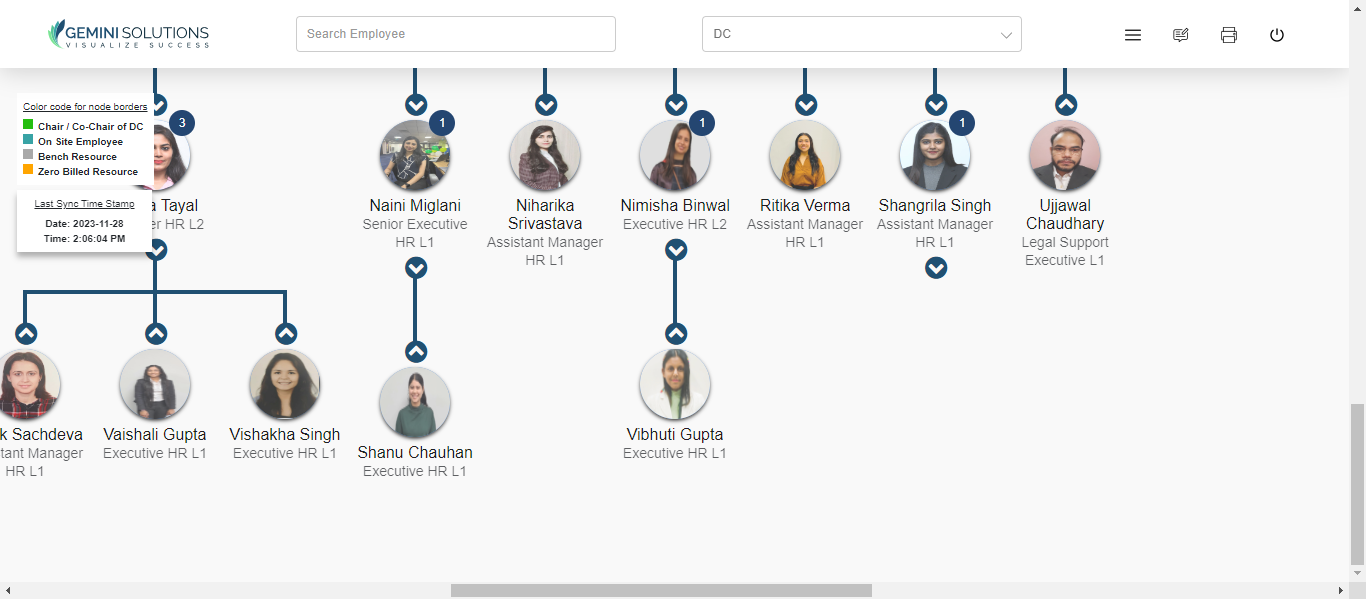 GEMINI SOLUTIONS
VISUALIZE SUCCESS
Search Employee
DC
Color code for node borders
Chair / Co-Chair of DC
On Site Employee
Bench Resource
Zero Billed Resource
Last Sync Time Stamp
Date: 2023-11-28
Time: 2:06:04 PM
3
a Tayal
er HR L2
1
Naini Miglani
Senior Executive
HR L1
Niharika
Srivastava
Assistant Manager
HR L1
1
Nimisha Binwal
Executive HR L2
Ritika Verma
Assistant Manager
HR L1
1
Shangrila Singh
Assistant Manager
HR L1
Ujjawal
Chaudhary
Legal Support
Executive L1
k Sachdeva
tant Manager
HR L1
Vaishali Gupta
Executive HR L1
Vishakha Singh
Executive HR L1
Shanu Chauhan
Executive HR L1
Vibhuti Gupta
Executive HR L1